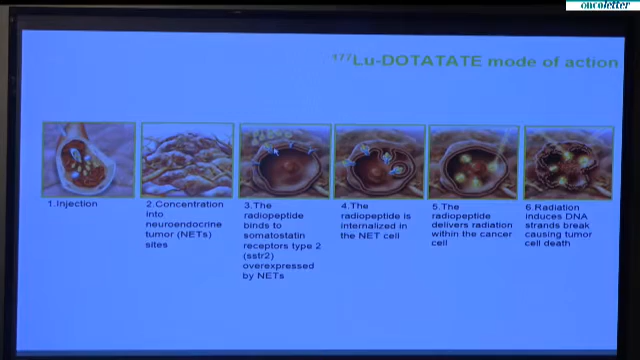 oncoletter
177Lu-DOTATATE mode of action
1.Injection
2.Concentration
into
neuroendocrine
tumor (NETs)
sites
3.The
radiopeptide
binds to
somatostatin
receptors type 2
(sstr2)
overexpressed
by NETs
4.The
radiopeptide is
internalized in
the NET cell
5.The
radiopeptide
delivers radiation
within the cancer
cell
6.Radiation
induces DNA
strands break
causing tumor
cell death